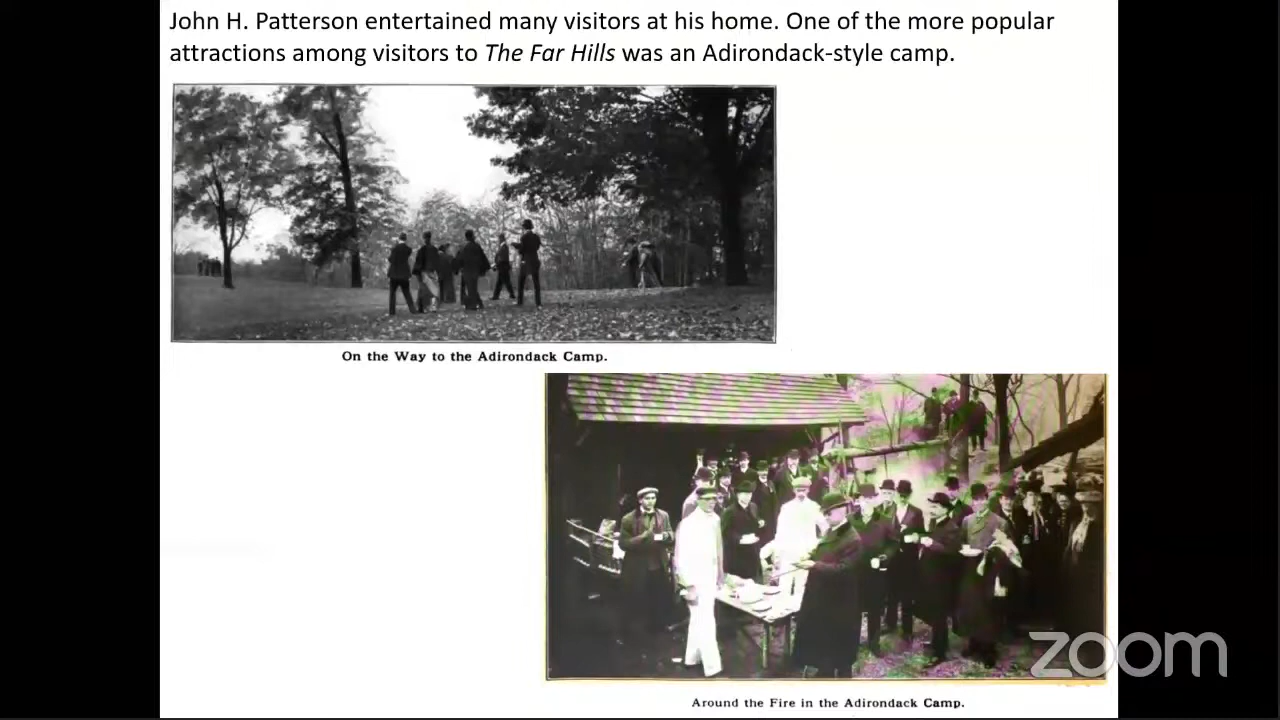 John H. Patterson entertained many visitors at his home. One of the more popular
attractions among visitors to The Far Hills was an Adirondack-style camp.
On the Way to the Adirondack Camp.
Around the Fire in the Adirondack Camp.
zoom